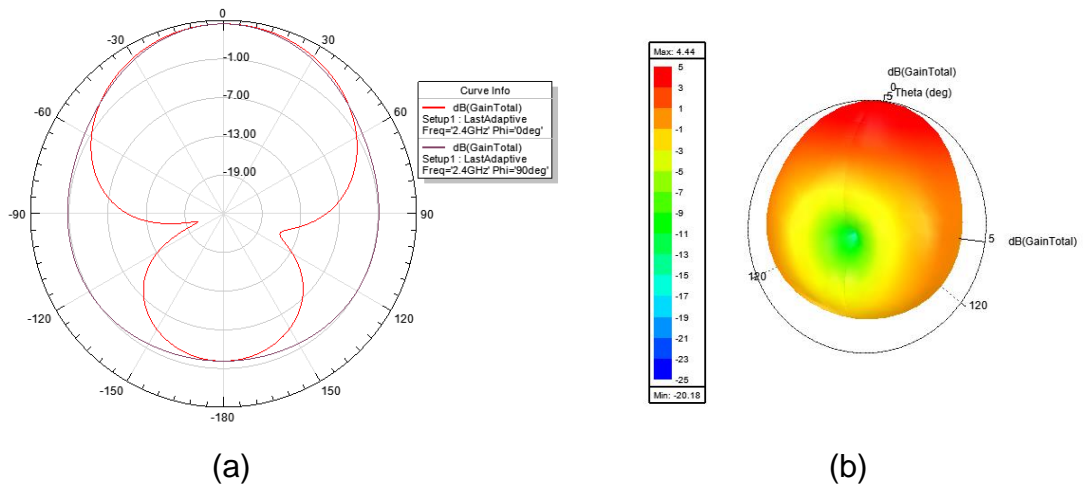 0
-30
30
-1.00
-60
60
-7.00
-13.00
-19.00
-90
90
-120
120
-150
150
-180
Curve Info
dB(GainTotal)
Setup1 : LastAdaptive
Freq='2.4GHz' Phi='0deg'
dB(GainTotal)
Setup1 : LastAdaptive
Freq='2.4GHz' Phi='90deg'
(a)
Max: 4.44
5
3
1
-1
-3
-5
-7
-9
-11
-13
-15
-17
-19
-21
-23
-25
Min: -20.18
dB(GainTotal)
0
5
Theta (deg)
5
dB(GainTotal)
120
120
(b)